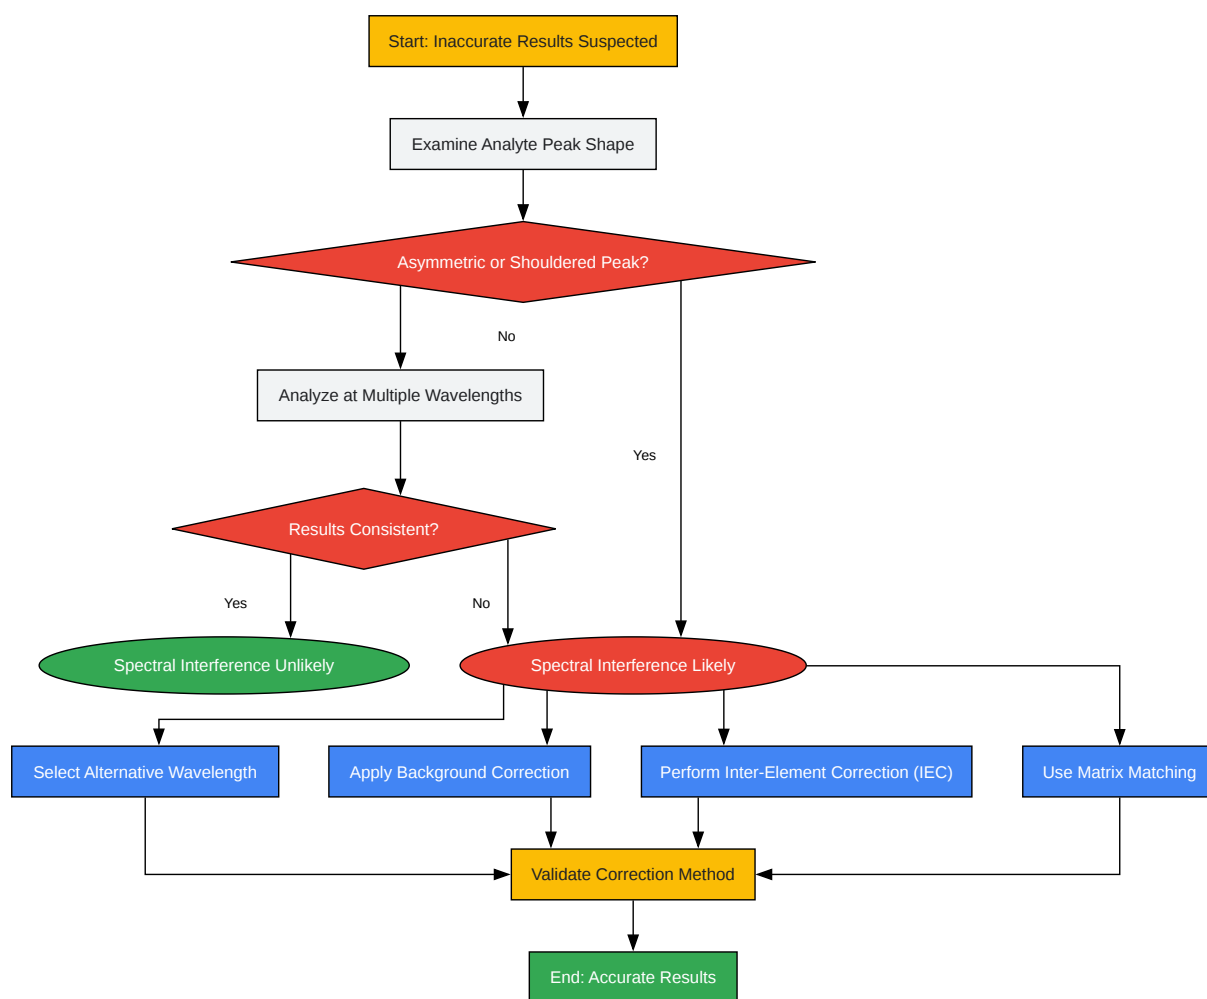 Start: Inaccurate Results Suspected
Examine Analyte Peak Shape
Asymmetric or Shouldered Peak?
No
Analyze at Multiple Wavelengths
Yes
Results Consistent?
Yes
No
Spectral Interference Unlikely
Spectral Interference Likely
Select Alternative Wavelength
Apply Background Correction
Perform Inter-Element Correction (IEC)
Use Matrix Matching
Validate Correction Method
End: Accurate Results